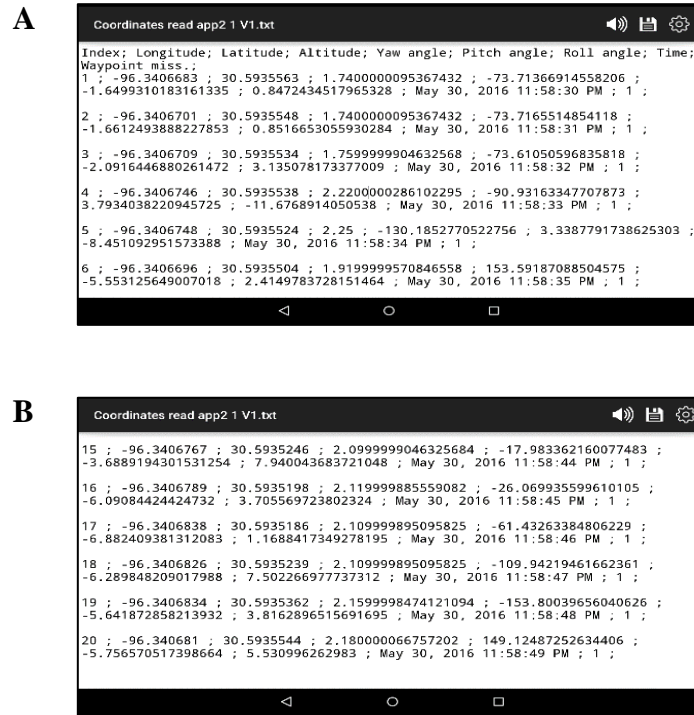 A
Coordinates read app2 1 V1.txt
Index; Longitude; Latitude; Altitude; Yaw angle; Pitch angle; Roll angle; Time;
Waypoint miss.;
1 ; -96.3406683 ; 30.5935563 ; 1.7400000095367432 ; -73.71366914558206 ;
-1.6499310183161335 ; 0.8472434517965328 ; May 30, 2016 11:58:30 PM ; 1 ;
2 ; -96.3406701 ; 30.5935548 ; 1.7400000095367432 ; -73.7165514854118 ;
-1.6612493888227853 ; 0.8516653055930284 ; May 30, 2016 11:58:31 PM ; 1 ;
3 ; -96.3406709 ; 30.5935534 ; 1.7599999904632568 ; -73.61050596835818 ;
-2.0916446880261472 ; 3.135078173377009 ; May 30, 2016 11:58:32 PM ; 1 ;
4 ; -96.3406746 ; 30.5935538 ; 2.2200000286102295 ; -90.93163347707873 ;
3.7934038220945725 ; -11.6768914050538 ; May 30, 2016 11:58:33 PM ; 1 ;
5 ; -96.3406748 ; 30.5935524 ; 2.25 ; -130.1852770522756 ; 3.3387791738625303 ;
-8.451092951573388 ; May 30, 2016 11:58:34 PM ; 1 ;
6 ; -96.3406696 ; 30.5935504 ; 1.9199999570846558 ; 153.59187088504575 ;
-5.553125649007018 ; 2.4149783728151464 ; May 30, 2016 11:58:35 PM ; 1 ;
B
Coordinates read app2 1 V1.txt
15 ; -96.3406767 ; 30.5935246 ; 2.0999999046325684 ; -17.983362160077483 ;
-3.6889194301531254 ; 7.940043683721048 ; May 30, 2016 11:58:44 PM ; 1 ;
16 ; -96.3406789 ; 30.5935198 ; 2.119999885559082 ; -26.069935599610105 ;
-6.09084424424732 ; 3.705569723802324 ; May 30, 2016 11:58:45 PM ; 1 ;
17 ; -96.3406838 ; 30.5935186 ; 2.109999895095825 ; -61.43263384806229 ;
-6.882409381312083 ; 1.1688417349278195 ; May 30, 2016 11:58:46 PM ; 1 ;
18 ; -96.3406826 ; 30.5935239 ; 2.109999895095825 ; -109.94219461662361 ;
-6.289848209017988 ; 7.502266977737312 ; May 30, 2016 11:58:47 PM ; 1 ;
19 ; -96.3406834 ; 30.5935362 ; 2.1599998474121094 ; -153.80039656040626 ;
-5.641872858213932 ; 3.8162896515691695 ; May 30, 2016 11:58:48 PM ; 1 ;
20 ; -96.340681 ; 30.5935544 ; 2.180000066757202 ; 149.12487252634406 ;
-5.756570517398664 ; 5.530996262983 ; May 30, 2016 11:58:49 PM ; 1 ;